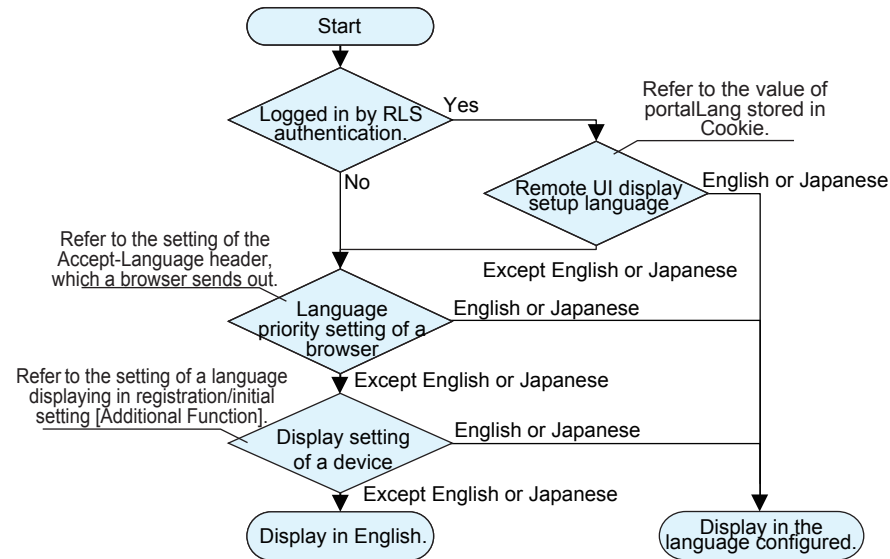 Start
Logged in by RLS
authentication.
Yes
No
Refer to the value of
portalLang stored in
Cookie.
Remote UI display
setup language
English or Japanese
Except English or Japanese
Refer to the setting of the
Accept-Language header,
which a browser sends out.
Language
priority setting of a
browser
English or Japanese
Except English or Japanese
Refer to the setting of a language
displaying in registration/initial
setting [Additional Function].
Display setting
of a device
English or Japanese
Except English or Japanese
Display in English.
Display in the
language configured.